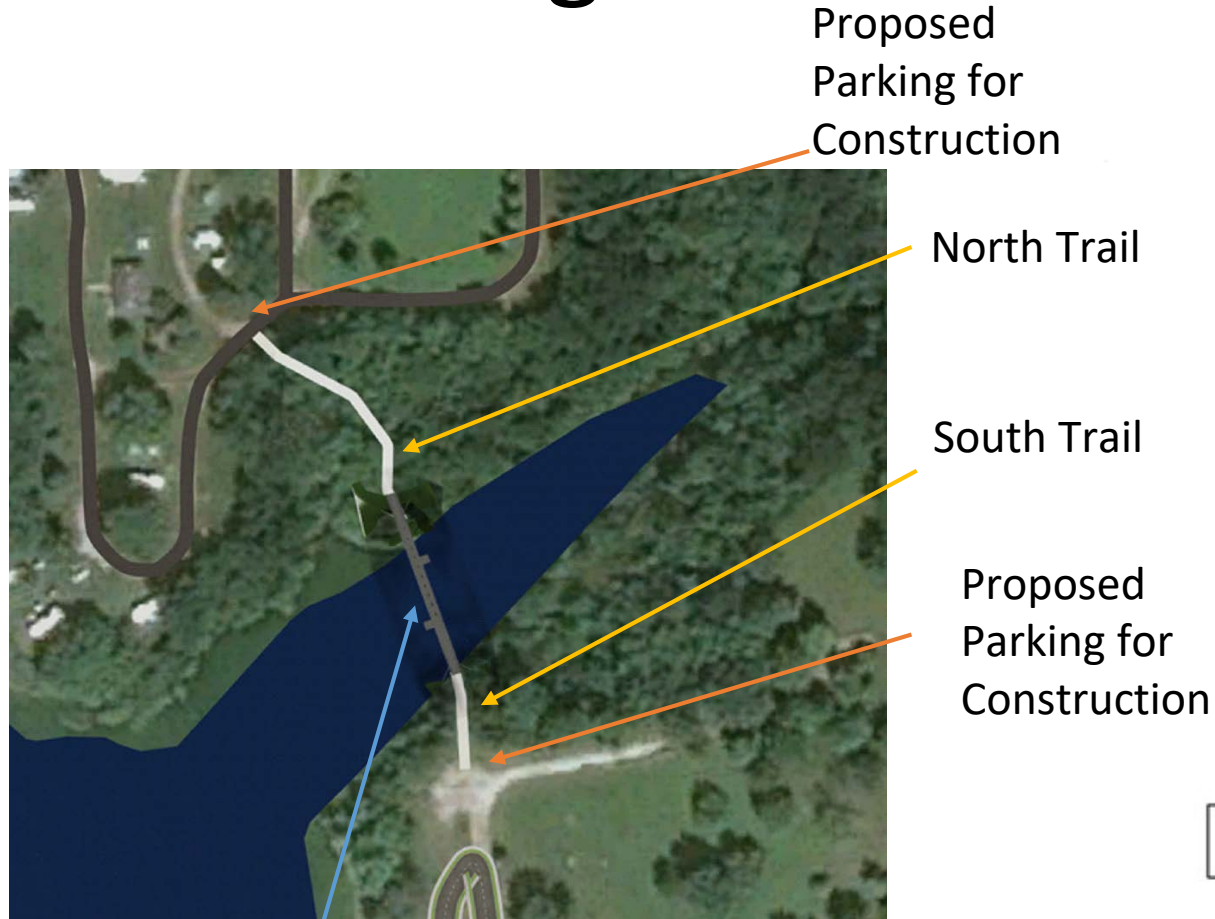 Proposed
Parking for
Construction
North Trail
South Trail
Proposed
Parking for
Construction